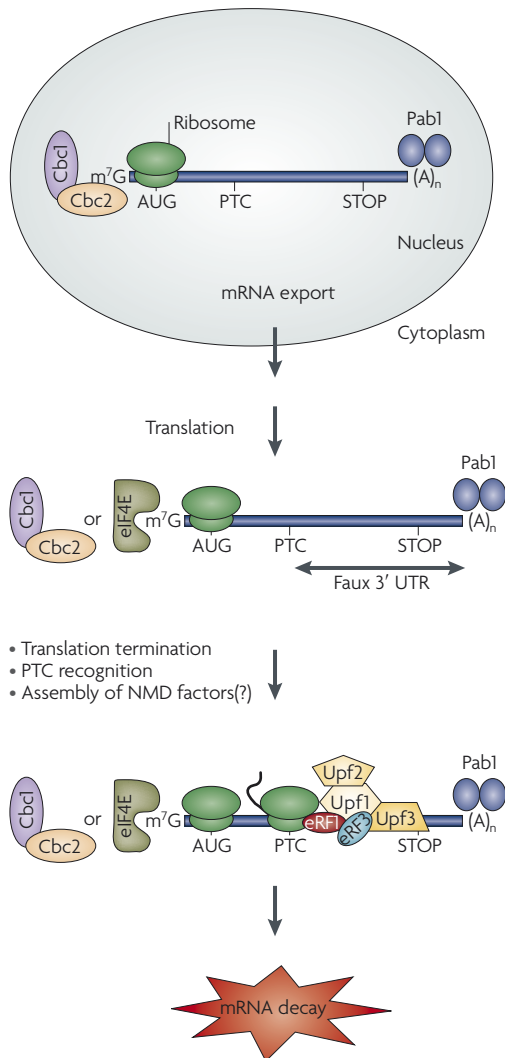 Ribosome
Pab1
Cbc1
m⁷G
(A)ₙ
Cbc2
AUG
PTC
STOP
Nucleus
mRNA export
Cytoplasm
Translation
Pab1
Cbc1
or
eIF4E
m⁷G
(A)ₙ
Cbc2
AUG
PTC
STOP
Faux 3′ UTR
• Translation termination
• PTC recognition
• Assembly of NMD factors(?)
Upf2
Pab1
cbc1
or
eIF4E
m⁷G
Upf1
eRF1
eRF3
Upf3
(A)ₙ
Cbc2
AUG
PTC
STOP
mRNA decay